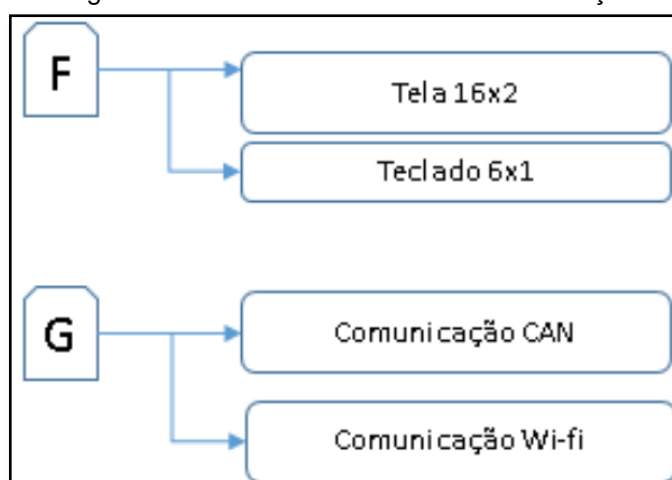 F
Tela 16x2
Teclado 6x1
G
Comunicação CAN
Comunicação Wi-fi